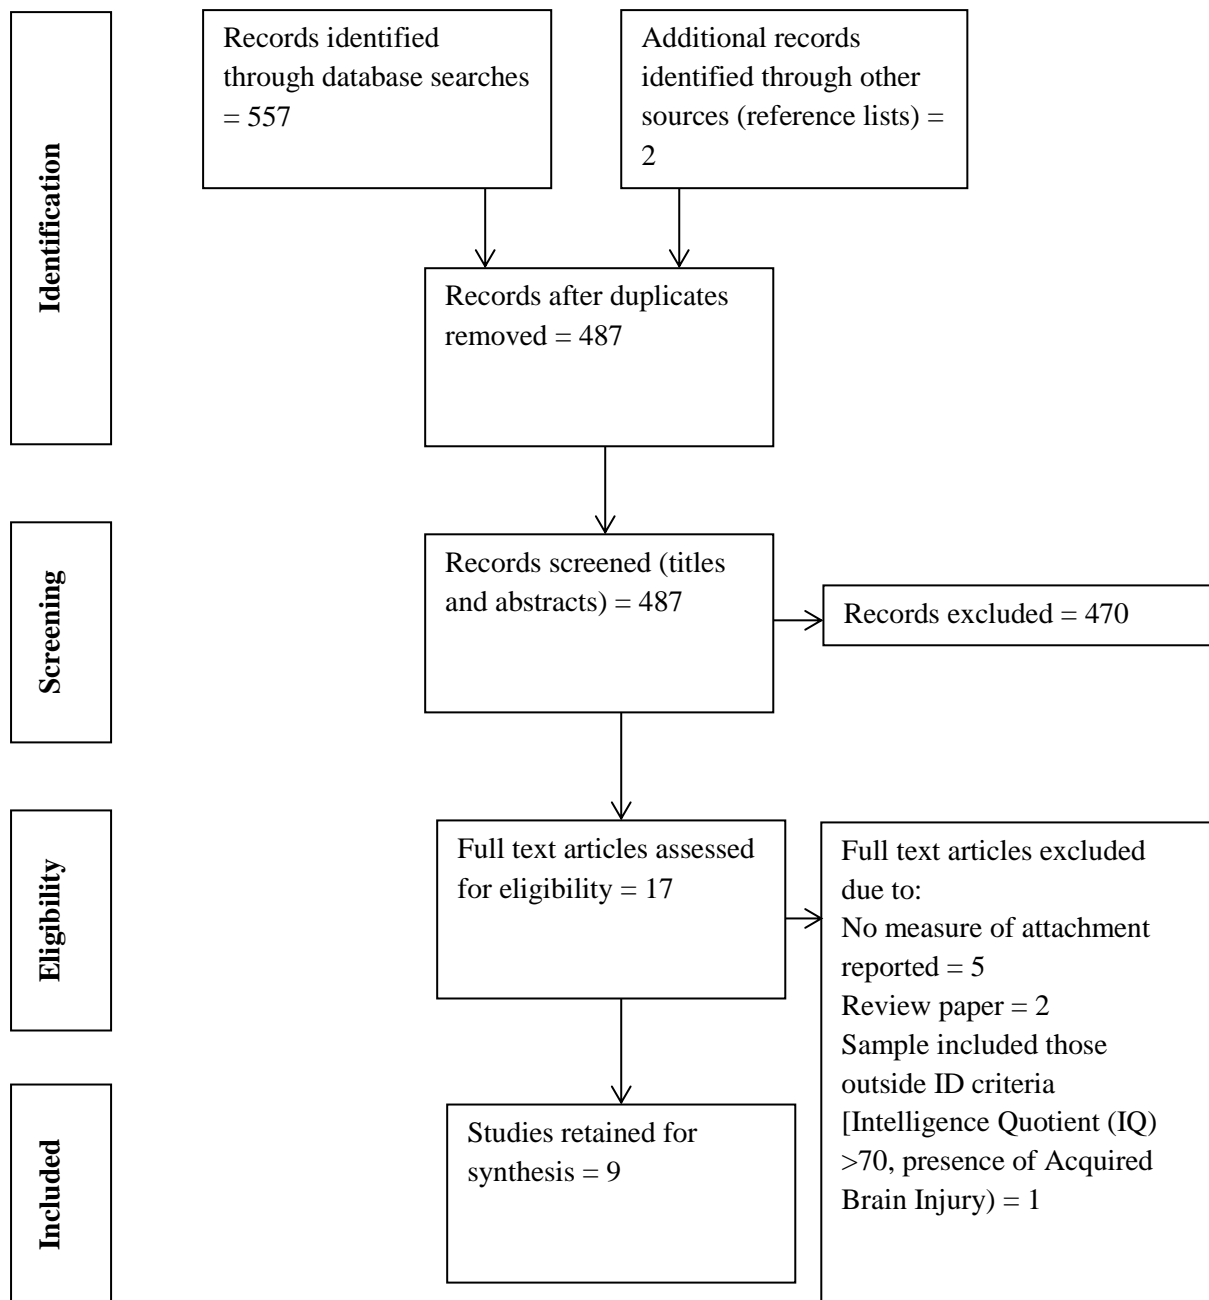 Identification
Records identified
through database searches
= 557
Additional records
identified through other
sources (reference lists) =
2
Records after duplicates
removed = 487
Screening
Records screened (titles
and abstracts) = 487
Records excluded = 470
Eligibility
Full text articles assessed
for eligibility = 17
Full text articles excluded
due to:
No measure of attachment
reported = 5
Review paper = 2
Sample included those
outside ID criteria
[Intelligence Quotient (IQ)
>70, presence of Acquired
Brain Injury) = 1
Included
Studies retained for
synthesis = 9